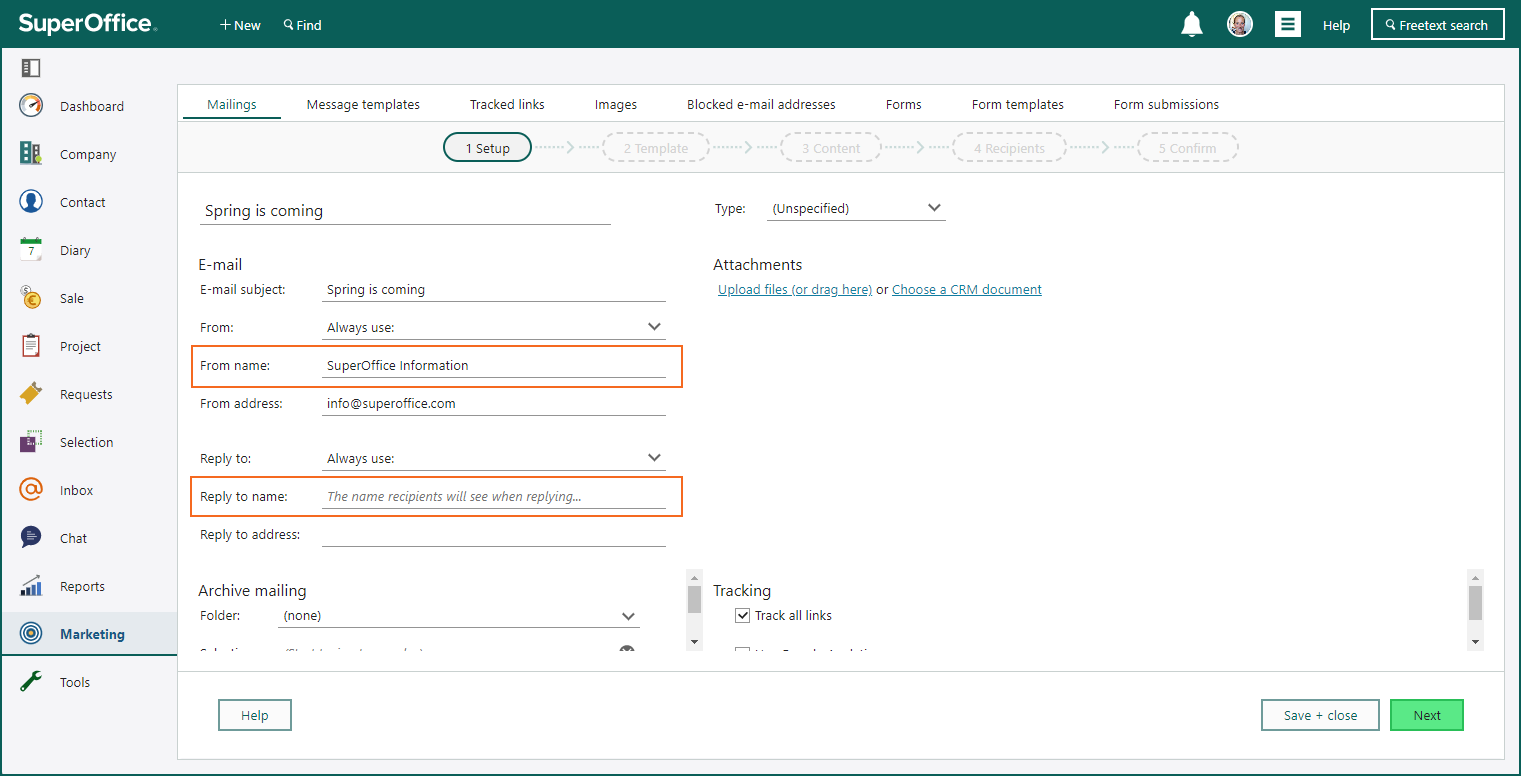 SuperOffice.
+ New
Find
Help
Freetext search
Dashboard
Company
Contact
7
Diary
Sale
Project
Requests
Selection
Inbox
Chat
Reports
Marketing
Tools
Mailings
Message templates
Tracked links
Images
Blocked e-mail addresses
Forms
Form templates
Form submissions
1 Setup
2 Template
3 Content
4 Recipients
5 Confirm
Spring is coming
Type: (Unspecified)
E-mail
E-mail subject: Spring is coming
From: Always use:
From name: SuperOffice Information
From address: info@superoffice.com
Reply to: Always use:
Reply to name: The name recipients will see when replying...
Reply to address:
Attachments
Upload files (or drag here) or Choose a CRM document
Archive mailing
Folder: (none)
Tracking
Track all links
Help
Save + close
Next